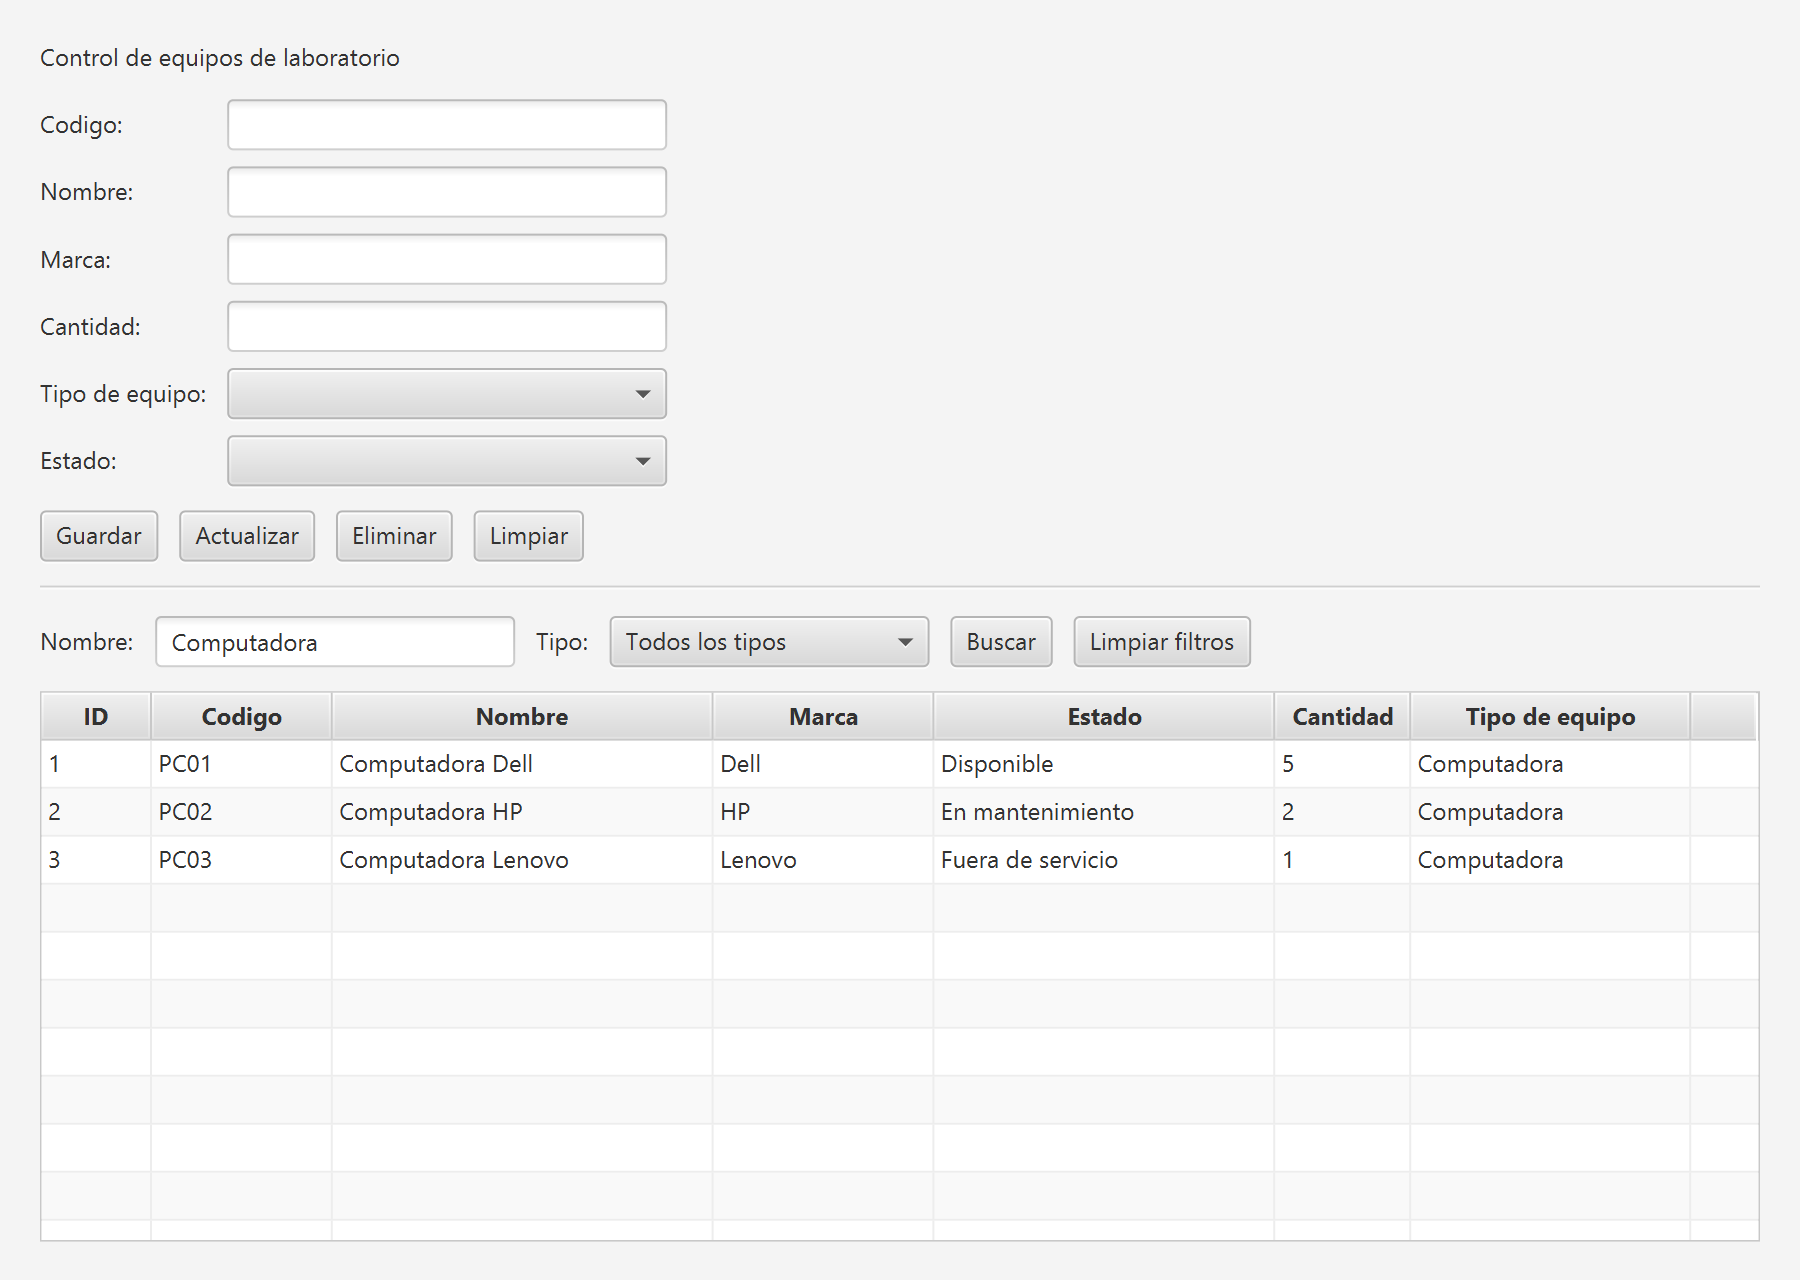 Control de equipos de laboratorio
Codigo:
Nombre:
Marca:
Cantidad:
Tipo de equipo:
Estado:
Guardar Actualizar Eliminar Limpiar
Nombre: Computadora Tipo: Todos los tipos Buscar Limpiar filtros
ID Codigo Nombre Marca Estado Cantidad Tipo de equipo
1 PC01 Computadora Dell Dell Disponible 5 Computadora
2 PC02 Computadora HP HP En mantenimiento 2 Computadora
3 PC03 Computadora Lenovo Lenovo Fuera de servicio 1 Computadora